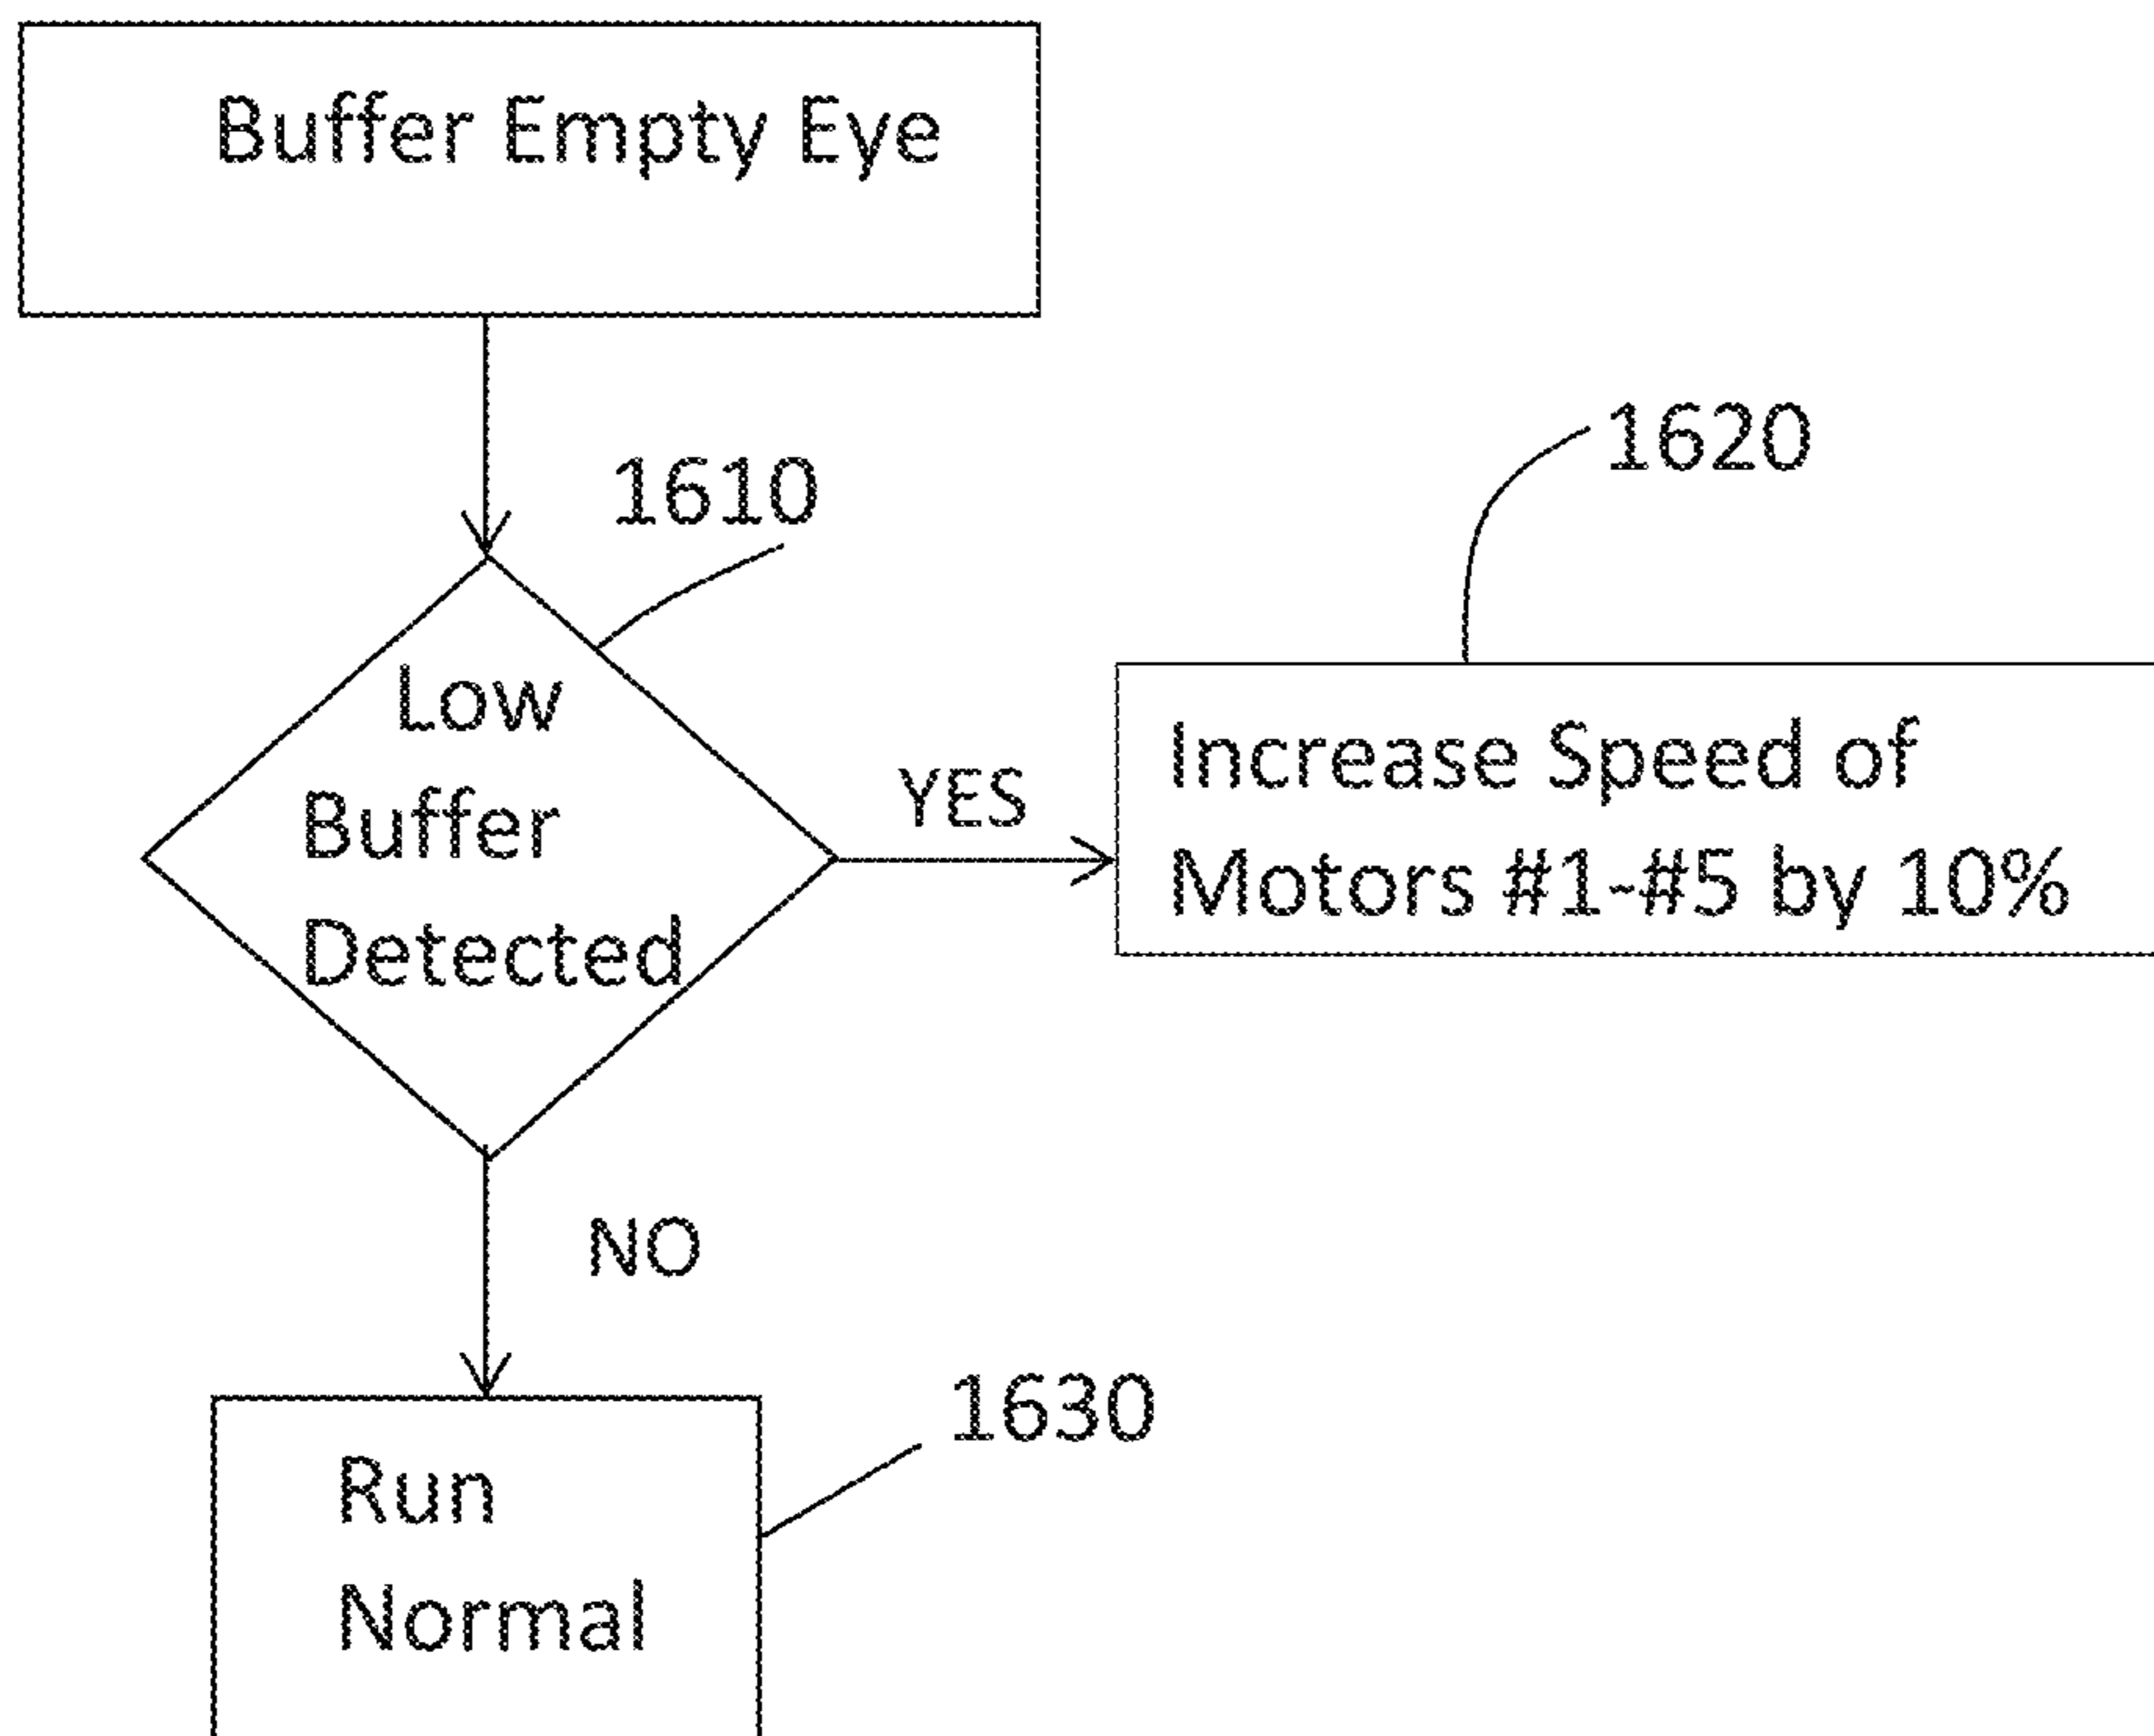 Buffer Empty Eye
1610
1620
Low
Buffer
Detected
YES
Increase Speed of
Motors #1-#5 by 10%
NO
1630
Run
Normal